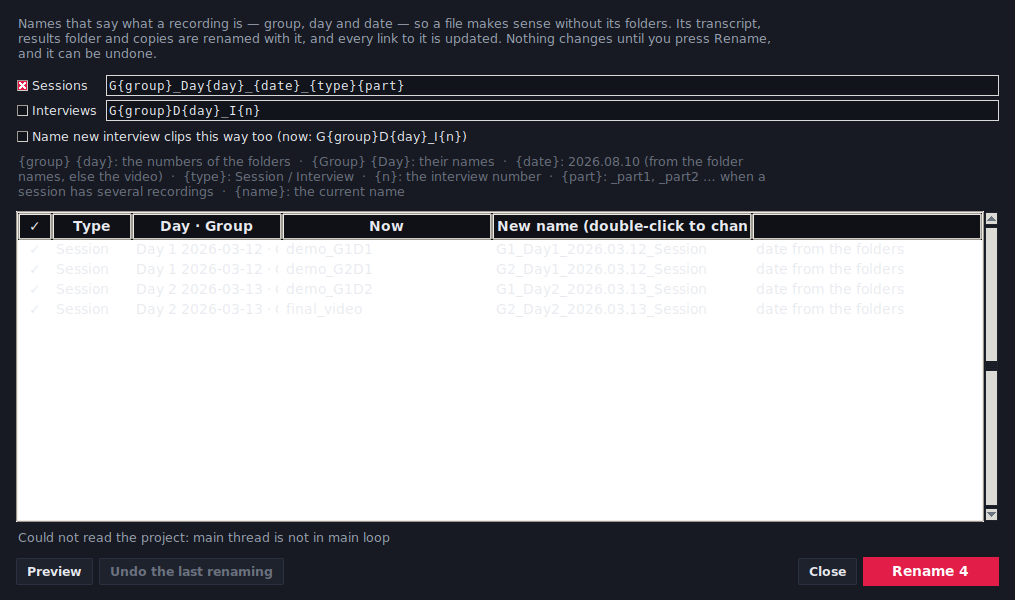 Names that say what a recording is — group, day and date — so a file makes sense without its folders. Its transcript,
results folder and copies are renamed with it, and every link to it is updated. Nothing changes until you press Rename,
and it can be undone.
Sessions G{group}_Day{day}_{date}_{type}{part}
Interviews G{group}D{day}_I{n}
Name new interview clips this way too (now: G{group}D{day}_I{n})
{group} {day}: the numbers of the folders · {Group} {Day}: their names · {date}: 2026.08.10 (from the folder
names, else the video) · {type}: Session / Interview · {n}: the interview number · {part}: _part1, _part2 … when a
session has several recordings · {name}: the current name
✓ Type Day · Group Now New name (double-click to chan
✓ Session Day 1 2026-03-12 · demo_G1D1 G1_Day1_2026.03.12_Session date from the folders
✓ Session Day 1 2026-03-12 · demo_G2D1 G2_Day1_2026.03.12_Session date from the folders
✓ Session Day 2 2026-03-13 · demo_G1D2 G1_Day2_2026.03.13_Session date from the folders
✓ Session Day 2 2026-03-13 · final_video G2_Day2_2026.03.13_Session date from the folders
Could not read the project: main thread is not in main loop
Preview Undo the last renaming Close Rename 4